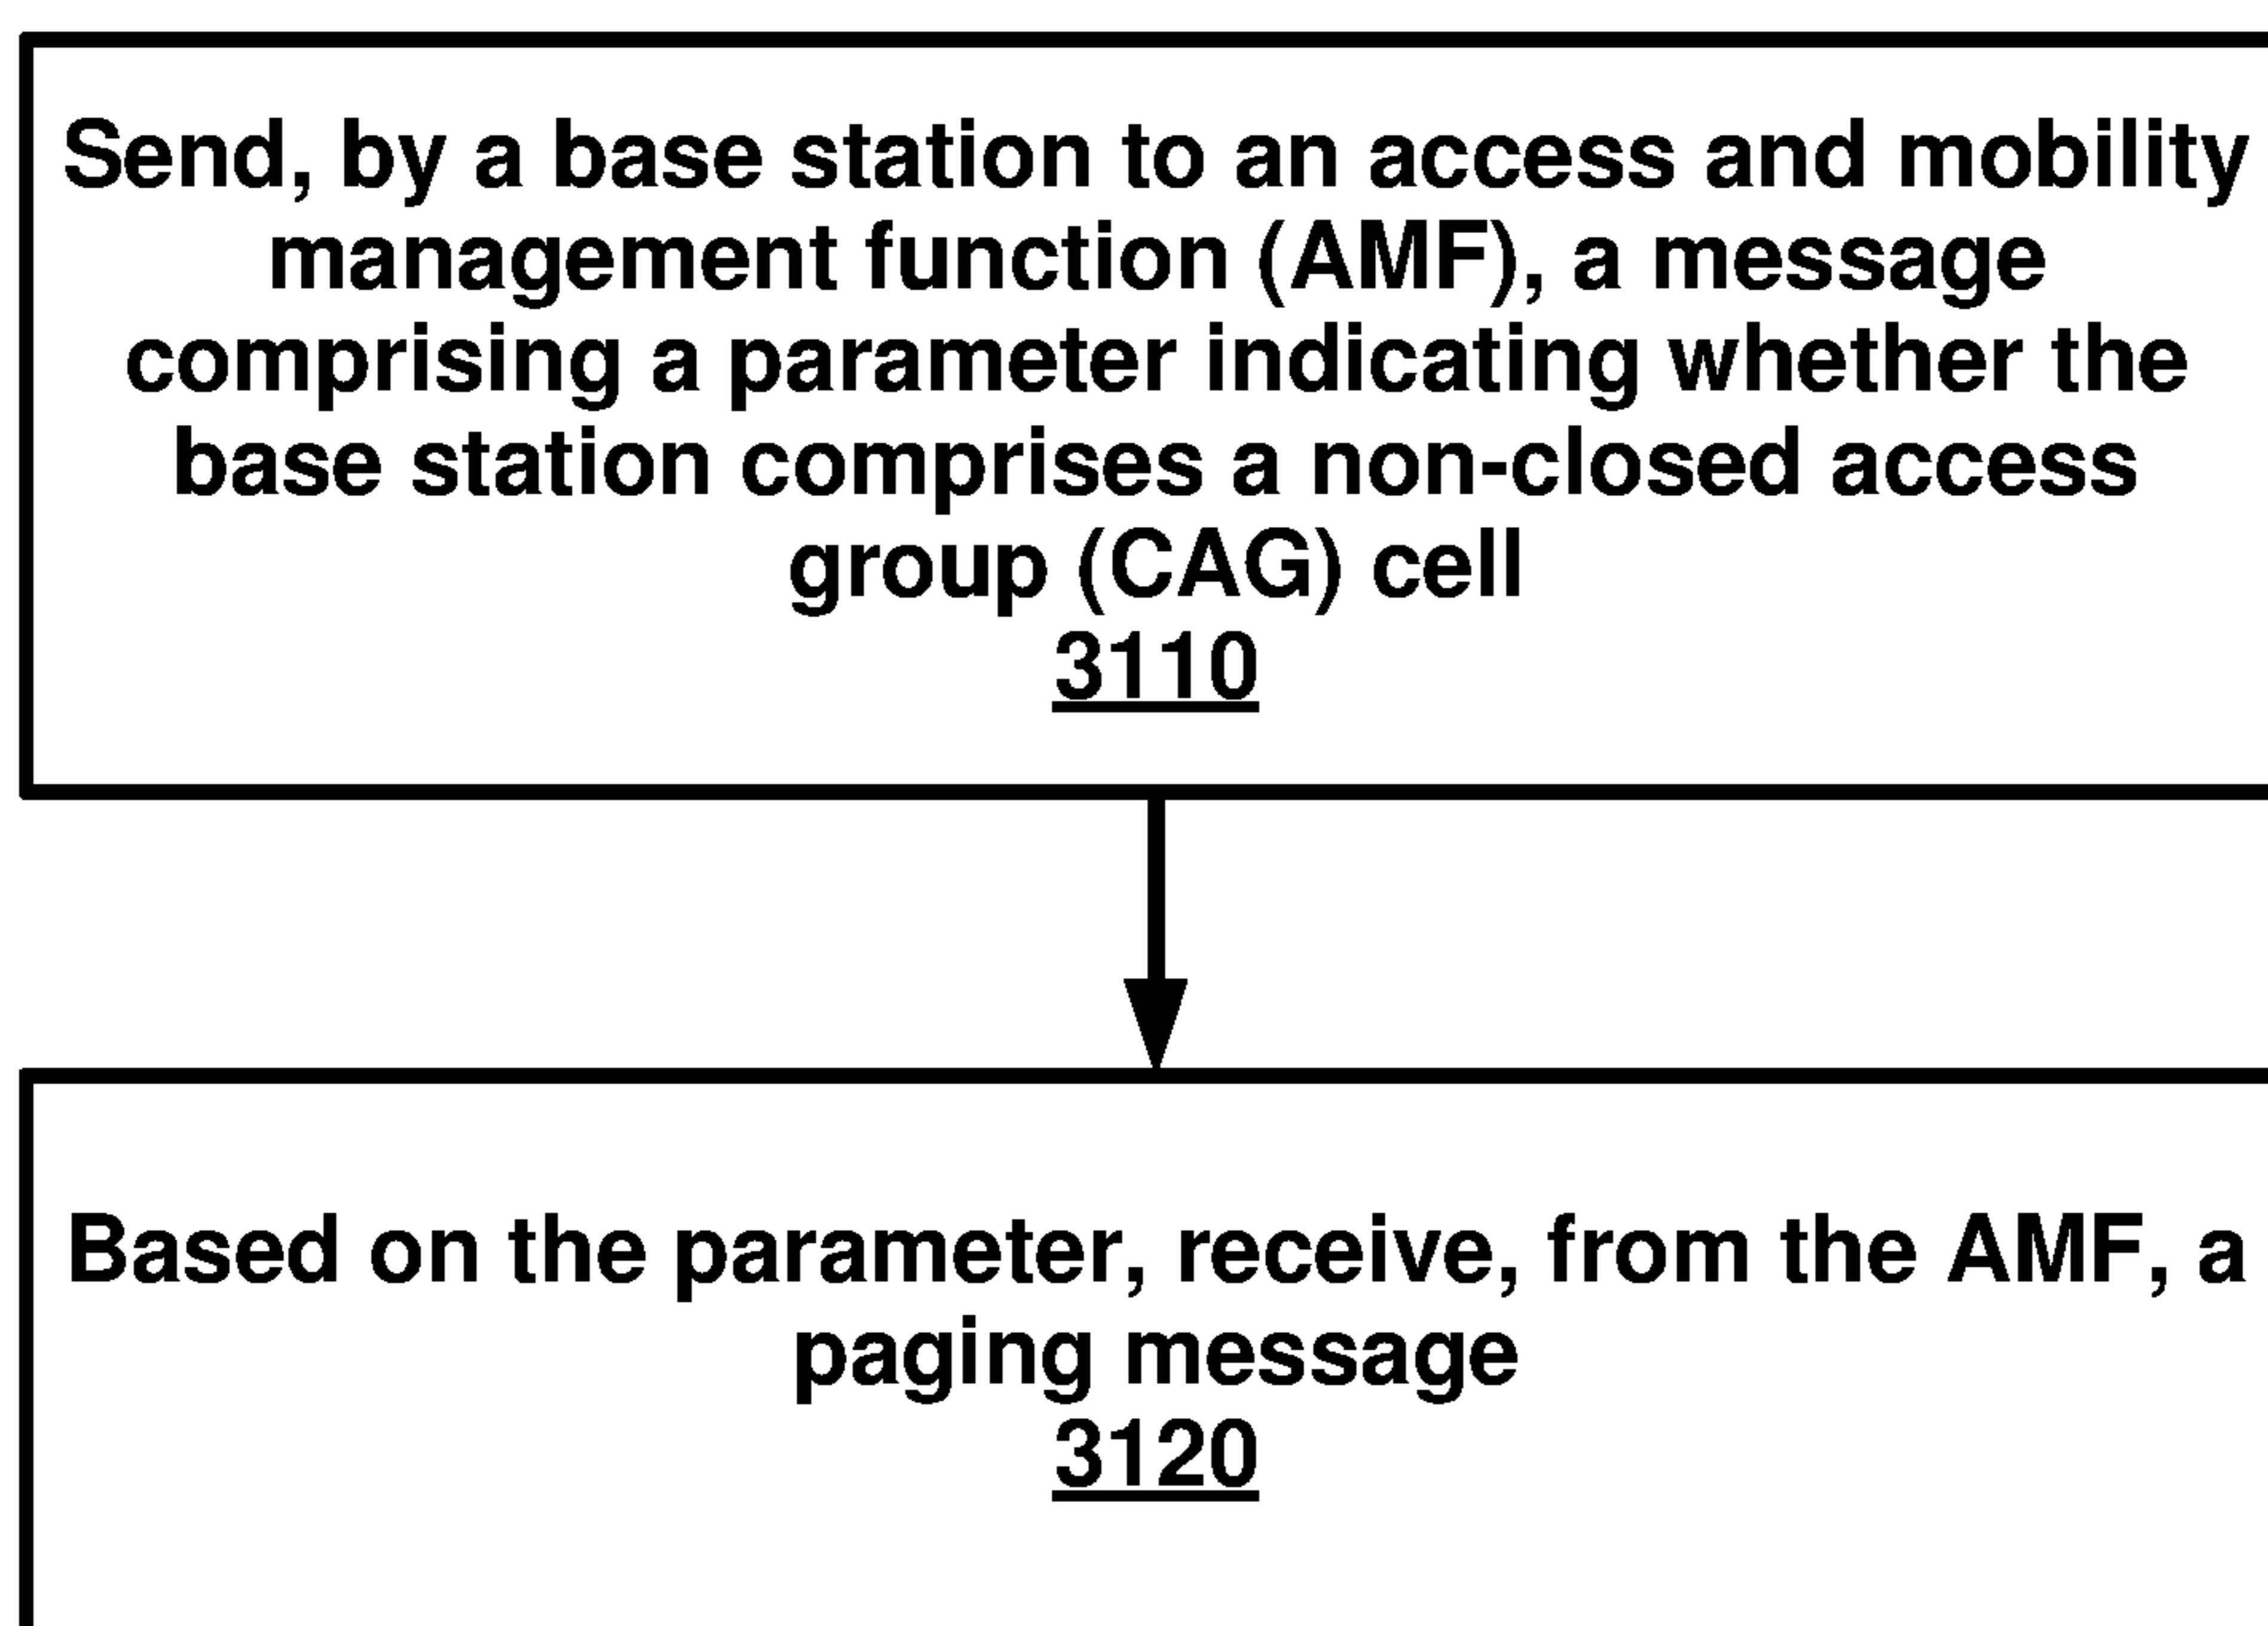 Send, by a base station to an access and mobility
management function (AMF), a message
comprising a parameter indicating whether the
base station comprises a non-closed access
group (CAG) cell
3110
Based on the parameter, receive, from the AMF, a
paging message
3120